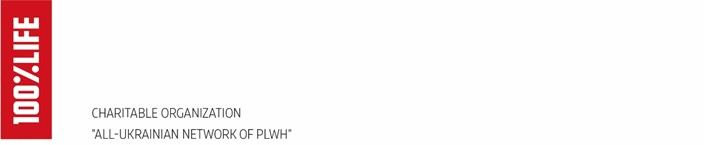 100%LIFE
CHARITABLE ORGANIZATION
"ALL-UKRAINIAN NETWORK OF PLWH"